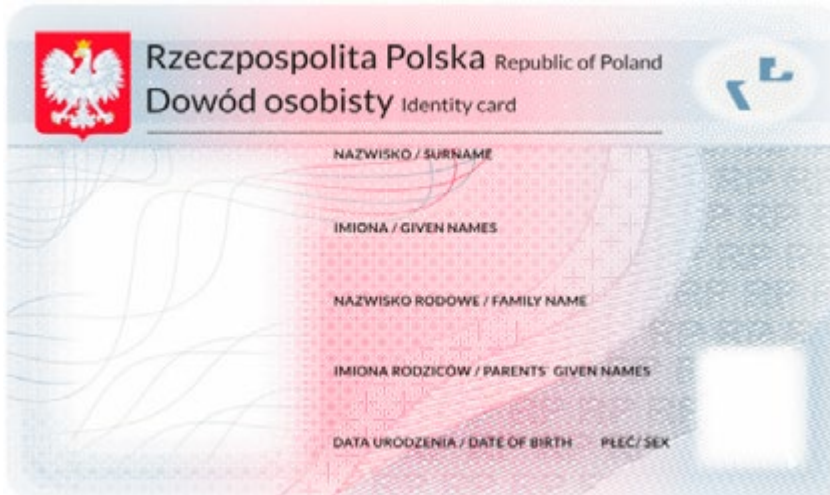 Rzeczpospolita Polska Republic of Poland
Dowód osobisty Identity card
NAZWISKO / SURNAME
IMIONA / GIVEN NAMES
NAZWISKO RODOWE / FAMILY NAME
IMIONA RODZICÓW / PARENTS' GIVEN NAMES
DATA URODZENIA / DATE OF BIRTH PŁEĆ/ SEX